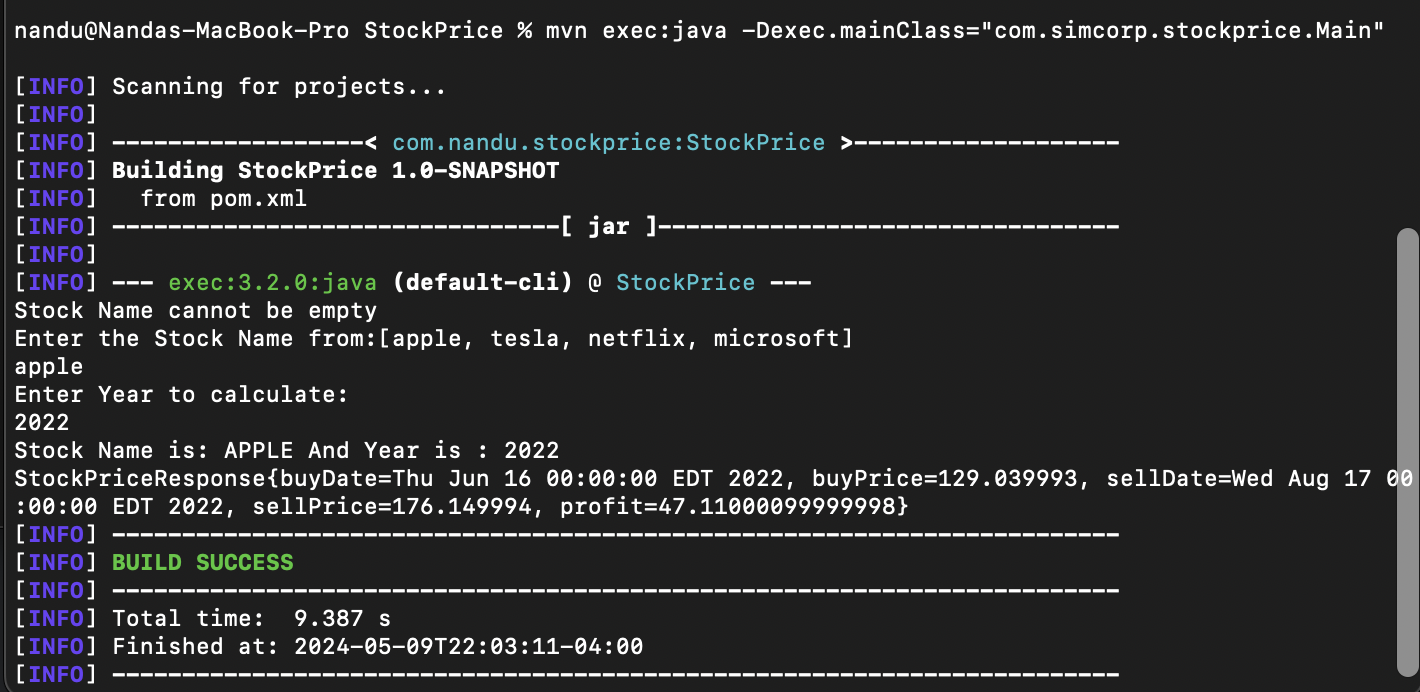 nandu@Nandas-MacBook-Pro StockPrice % mvn exec:java -Dexec.mainClass="com.simcorp.stockprice.Main"
[INFO] Scanning for projects...
[INFO]
[INFO] ------------------< com.nandu.stockprice:StockPrice >-------------------
[INFO] Building StockPrice 1.0-SNAPSHOT
[INFO]   from pom.xml
[INFO] --------------------------------[ jar ]---------------------------------
[INFO]
[INFO] --- exec:3.2.0:java (default-cli) @ StockPrice ---
Stock Name cannot be empty
Enter the Stock Name from:[apple, tesla, netflix, microsoft]
apple
Enter Year to calculate:
2022
Stock Name is: APPLE And Year is : 2022
StockPriceResponse{buyDate=Thu Jun 16 00:00:00 EDT 2022, buyPrice=129.039993, sellDate=Wed Aug 17 00
:00:00 EDT 2022, sellPrice=176.149994, profit=47.11000099999998}
[INFO] ------------------------------------------------------------------------
[INFO] BUILD SUCCESS
[INFO] ------------------------------------------------------------------------
[INFO] Total time:  9.387 s
[INFO] Finished at: 2024-05-09T22:03:11-04:00
[INFO] ------------------------------------------------------------------------